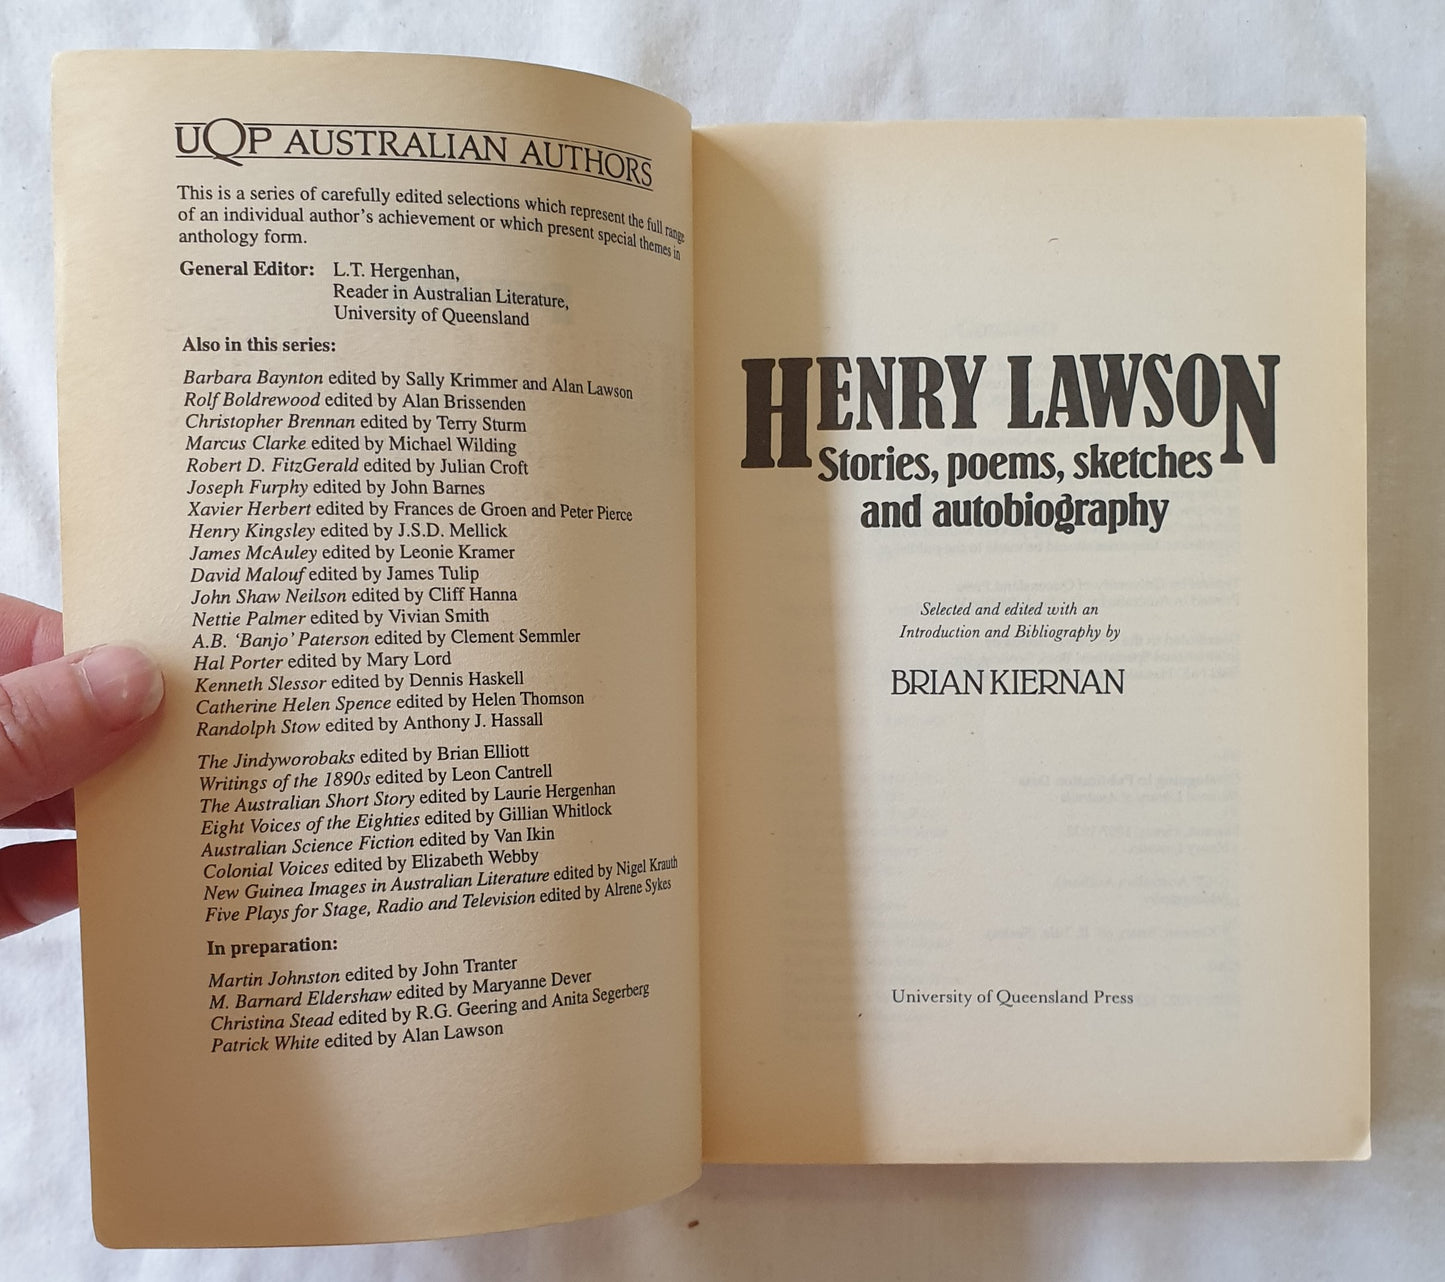 UQP AUSTRALIAN AUTHORS
This is a series of carefully edited selections which represent the full range
of an individual author's achievement or which present special themes in
anthology form.
General Editor: L.T. Hergenhan,
Reader in Australian Literature,
University of Queensland
Also in this series:
Barbara Baynton edited by Sally Krimmer and Alan Lawson
Rolf Boldrewood edited by Alan Brissenden
Christopher Brennan edited by Terry Sturm
Marcus Clarke edited by Michael Wilding
Robert D. FitzGerald edited by Julian Croft
Joseph Furphy edited by John Barnes
Xavier Herbert edited by Frances de Groen and Peter Pierce
Henry Kingsley edited by J.S.D. Mellick
James McAuley edited by Leonie Kramer
David Malouf edited by James Tulip
John Shaw Neilson edited by Cliff Hanna
Nettie Palmer edited by Vivian Smith
A.B. 'Banjo' Paterson edited by Clement Semmler
Hal Porter edited by Mary Lord
Kenneth Slessor edited by Dennis Haskell
Catherine Helen Spence edited by Helen Thomson
Randolph Stow edited by Anthony J. Hassall
The Jindyworobaks edited by Brian Elliott
Writings of the 1890s edited by Leon Cantrell
The Australian Short Story edited by Laurie Hergenhan
Eight Voices of the Eighties edited by Gillian Whitlock
Australian Science Fiction edited by Van Ikin
Colonial Voices edited by Elizabeth Webby
New Guinea Images in Australian Literature edited by Nigel Krauth
Five Plays for Stage, Radio and Television edited by Alrene Sykes
In preparation:
Martin Johnston edited by John Tranter
M. Barnard Eldershaw edited by Maryanne Dever
Christina Stead edited by R.G. Geering and Anita Segerberg
Patrick White edited by Alan Lawson
HENRY LAWSON
Stories, poems, sketches
and autobiography
Selected and edited with an
Introduction and Bibliography by
BRIAN KIERNAN
University of Queensland Press